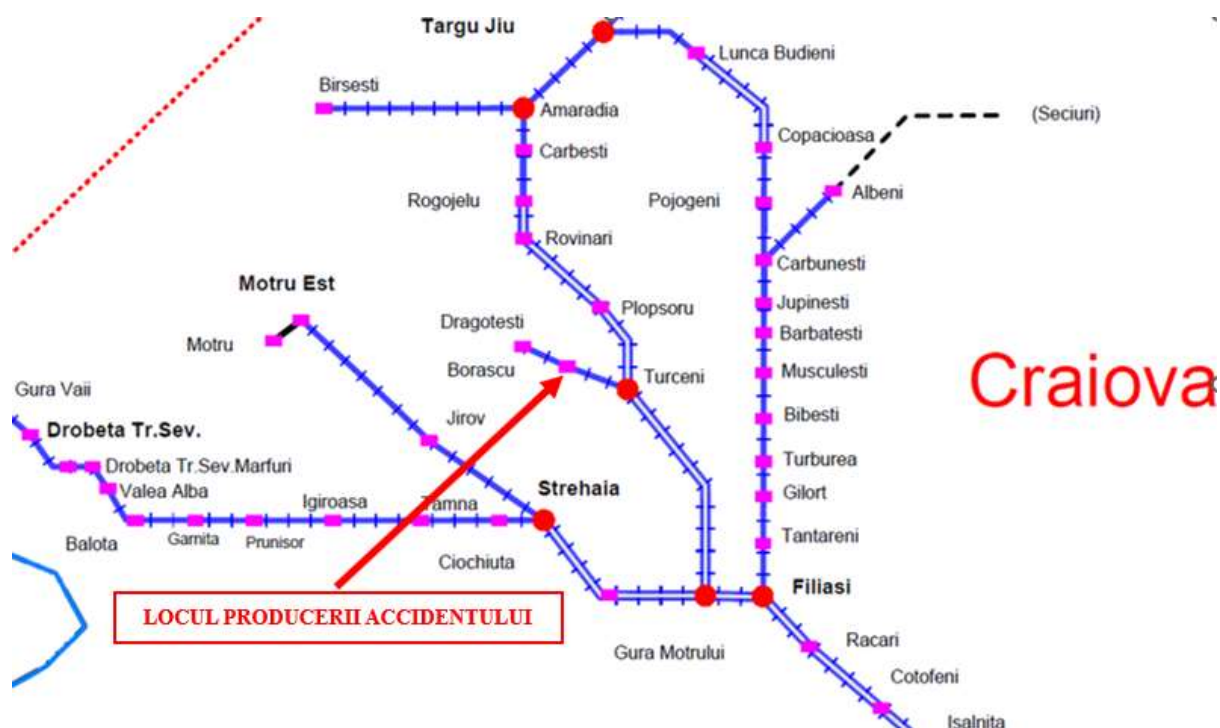 Targu Jiu
Lunca Budieni
Birsesti
Amaradia
(Seciuri)
Copacioasa
Carbesti
Albeni
Rogojelu
Pojogeni
Rovinari
Carbunesti
Motru Est
Plopsoru
Jupinesti
Dragotesti
Barbatesti
Motru
Borascu
Turceni
Musculesti
Craiova
Gura Vaii
Jirov
Bibesti
Drobeta Tr.Sev.
Drobeta Tr.Sev.Marfuri
Turburea
Valea Alba
Strehaia
Igiroasa
Tamna
Gilort
Balota
Garnita
Prunisor
Ciochiuta
Tantareni
Filiasi
LOCUL PRODUCERII ACCIDENTULUI
Gura Motrului
Racari
Cotofeni
Isalnita